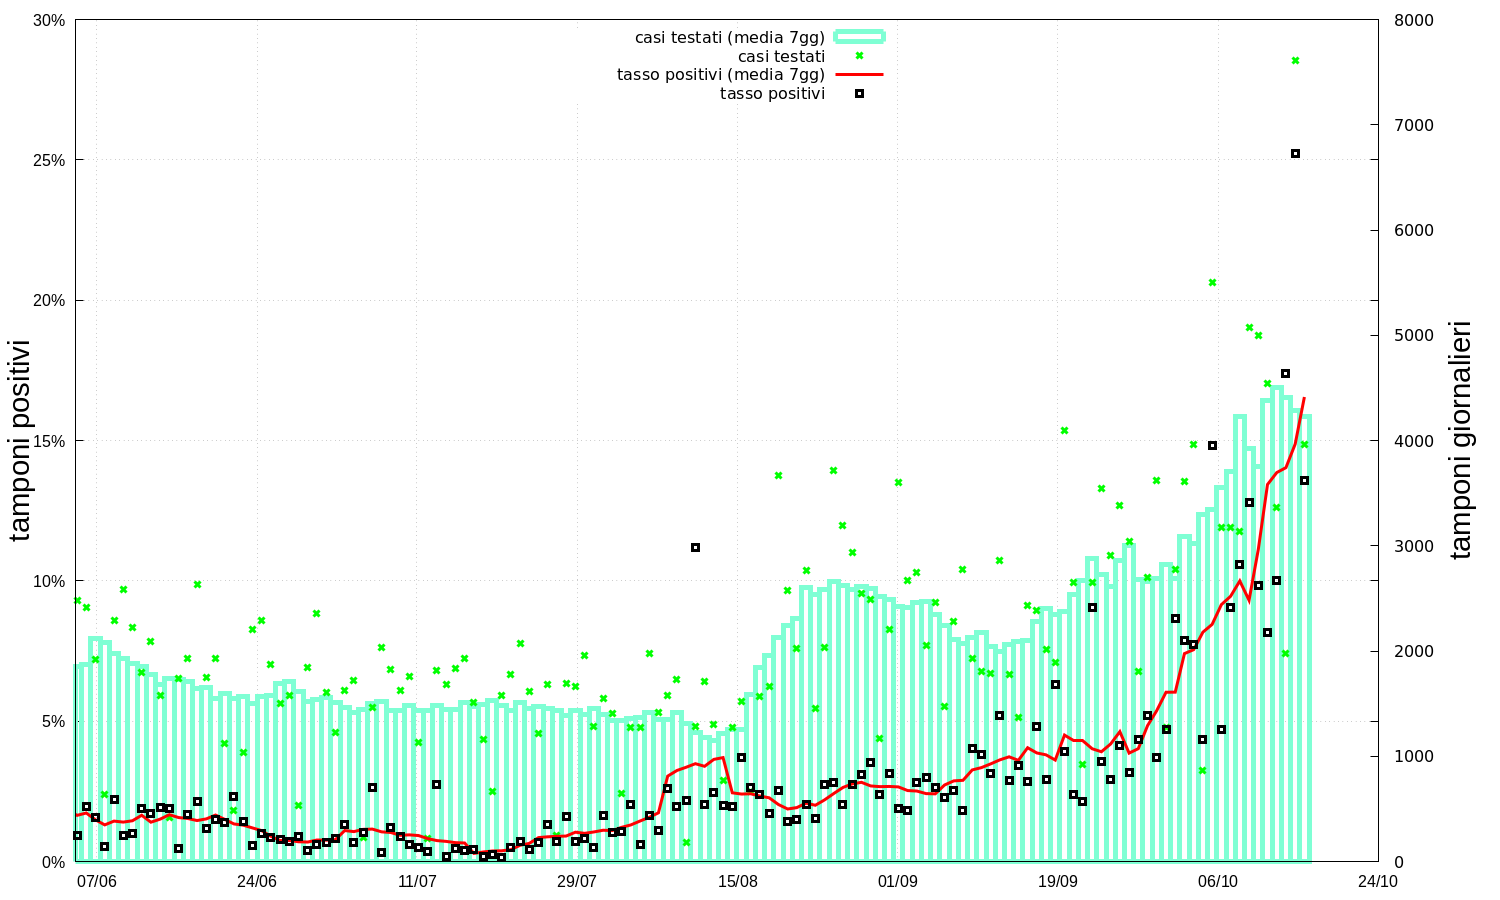 casi testati (media 7gg)
casi testati
tasso positivi (media 7gg)
tasso positivi
tamponi positivi
30%
25%
20%
15%
10%
5%
0%
8000
7000
6000
5000
4000
3000
2000
1000
0
tamponi giornalieri
07/06 24/06 11/07 29/07 15/08 01/09 19/09 06/10 24/10